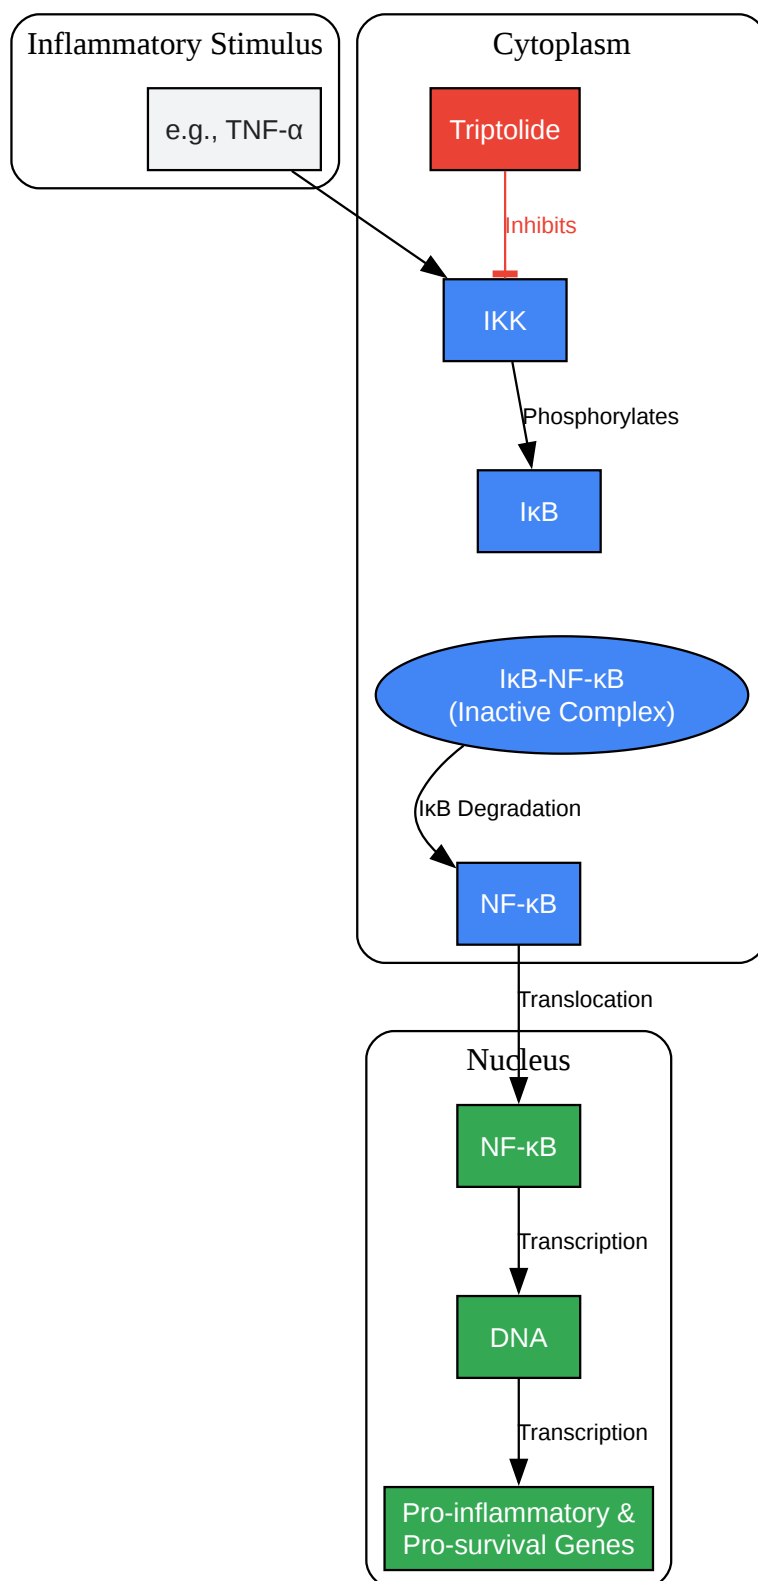 Inflammatory Stimulus
Cytoplasm
e.g., TNF-α
Triptolide
Inhibits
IKK
Phosphorylates
IκB
IκB-NF-κB
(Inactive Complex)
IκB Degradation
NF-κB
Translocation
Nucleus
NF-κB
Transcription
DNA
Transcription
Pro-inflammatory &
Pro-survival Genes